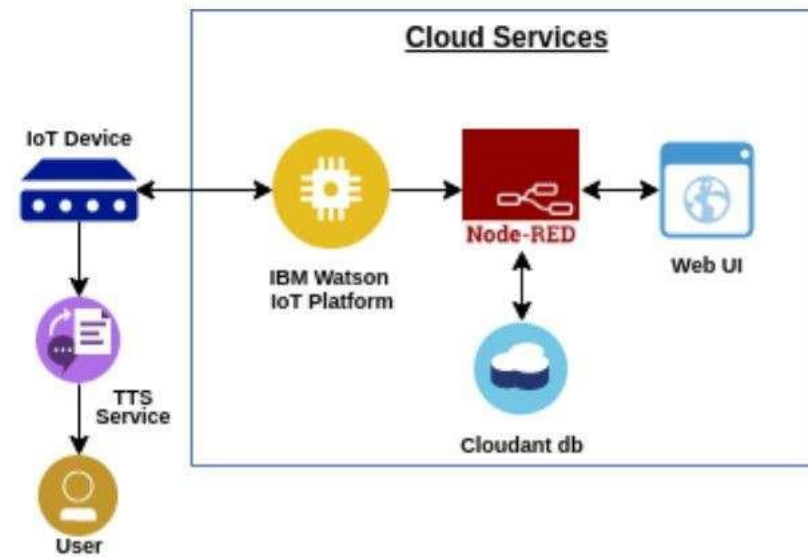 Cloud Services
IoT Device
Node-RED
IBM Watson
IoT Platform
Web UI
TTS
Service
Cloudant db
User